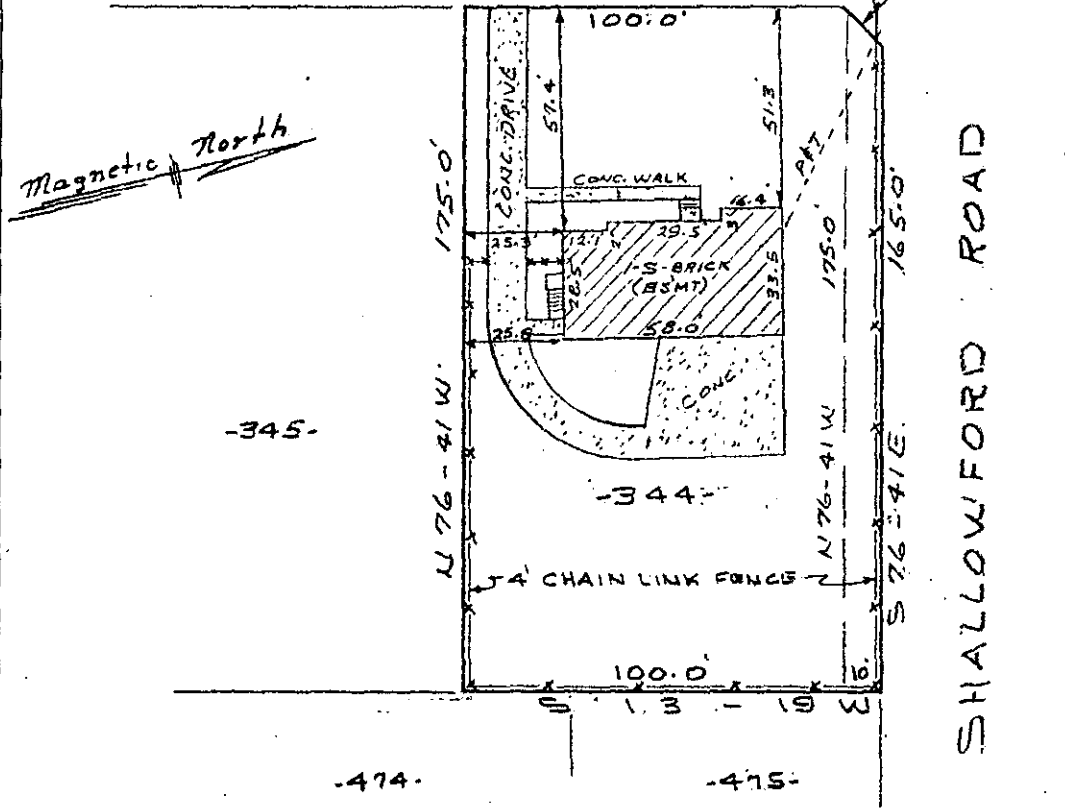 100.0'
CONC. DRIVE
57.4'
51.3'
Magnetic North
175.0'
CONC. WALK
16.4
25.3
12.1
2
29.5
28.5
1-S-BRICK
(BSMT)
33.5
175.0'
165.0'
25.8
58.0
CONC.
-345-
N 76-41 W.
-344-
N 76-41 W
S 76-41 E.
SHALLOWFORD ROAD
4' CHAIN LINK FENCE
100.0'
10.
S 13-19 W
-474-
-475-